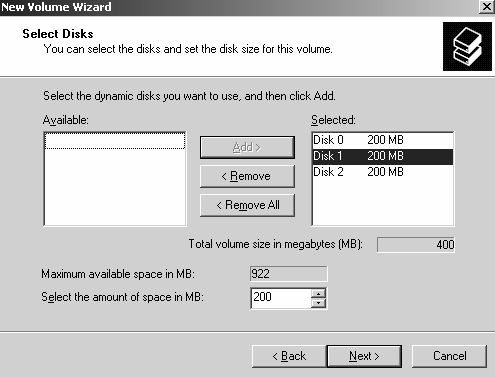 New Volume Wizard
Select Disks
You can select the disks and set the disk size for this volume.
Select the dynamic disks you want to use, and then click Add.
Available:
Selected:
Add >
< Remove
< Remove All
Disk 0 200 MB
Disk 1 200 MB
Disk 2 200 MB
Total volume size in megabytes (MB): 400
Maximum available space in MB: 922
Select the amount of space in MB: 200
< Back Next > Cancel